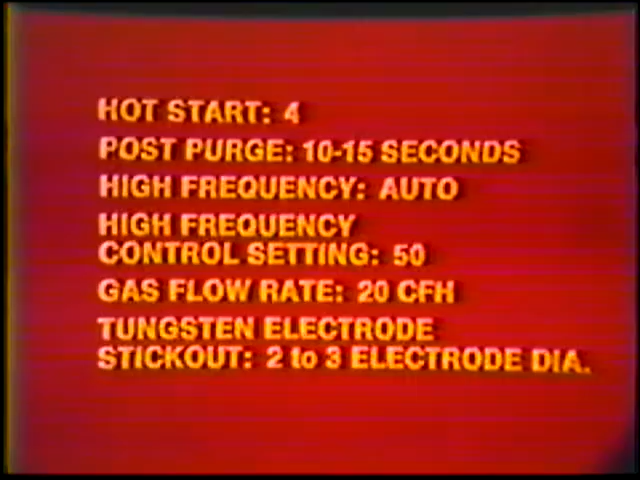 HOT START: 4
POST PURGE: 10-15 SECONDS
HIGH FREQUENCY: AUTO
HIGH FREQUENCY
CONTROL SETTING: 50
GAS FLOW RATE: 20 CFH
TUNGSTEN ELECTRODE
STICKOUT: 2 to 3 ELECTRODE DIA.